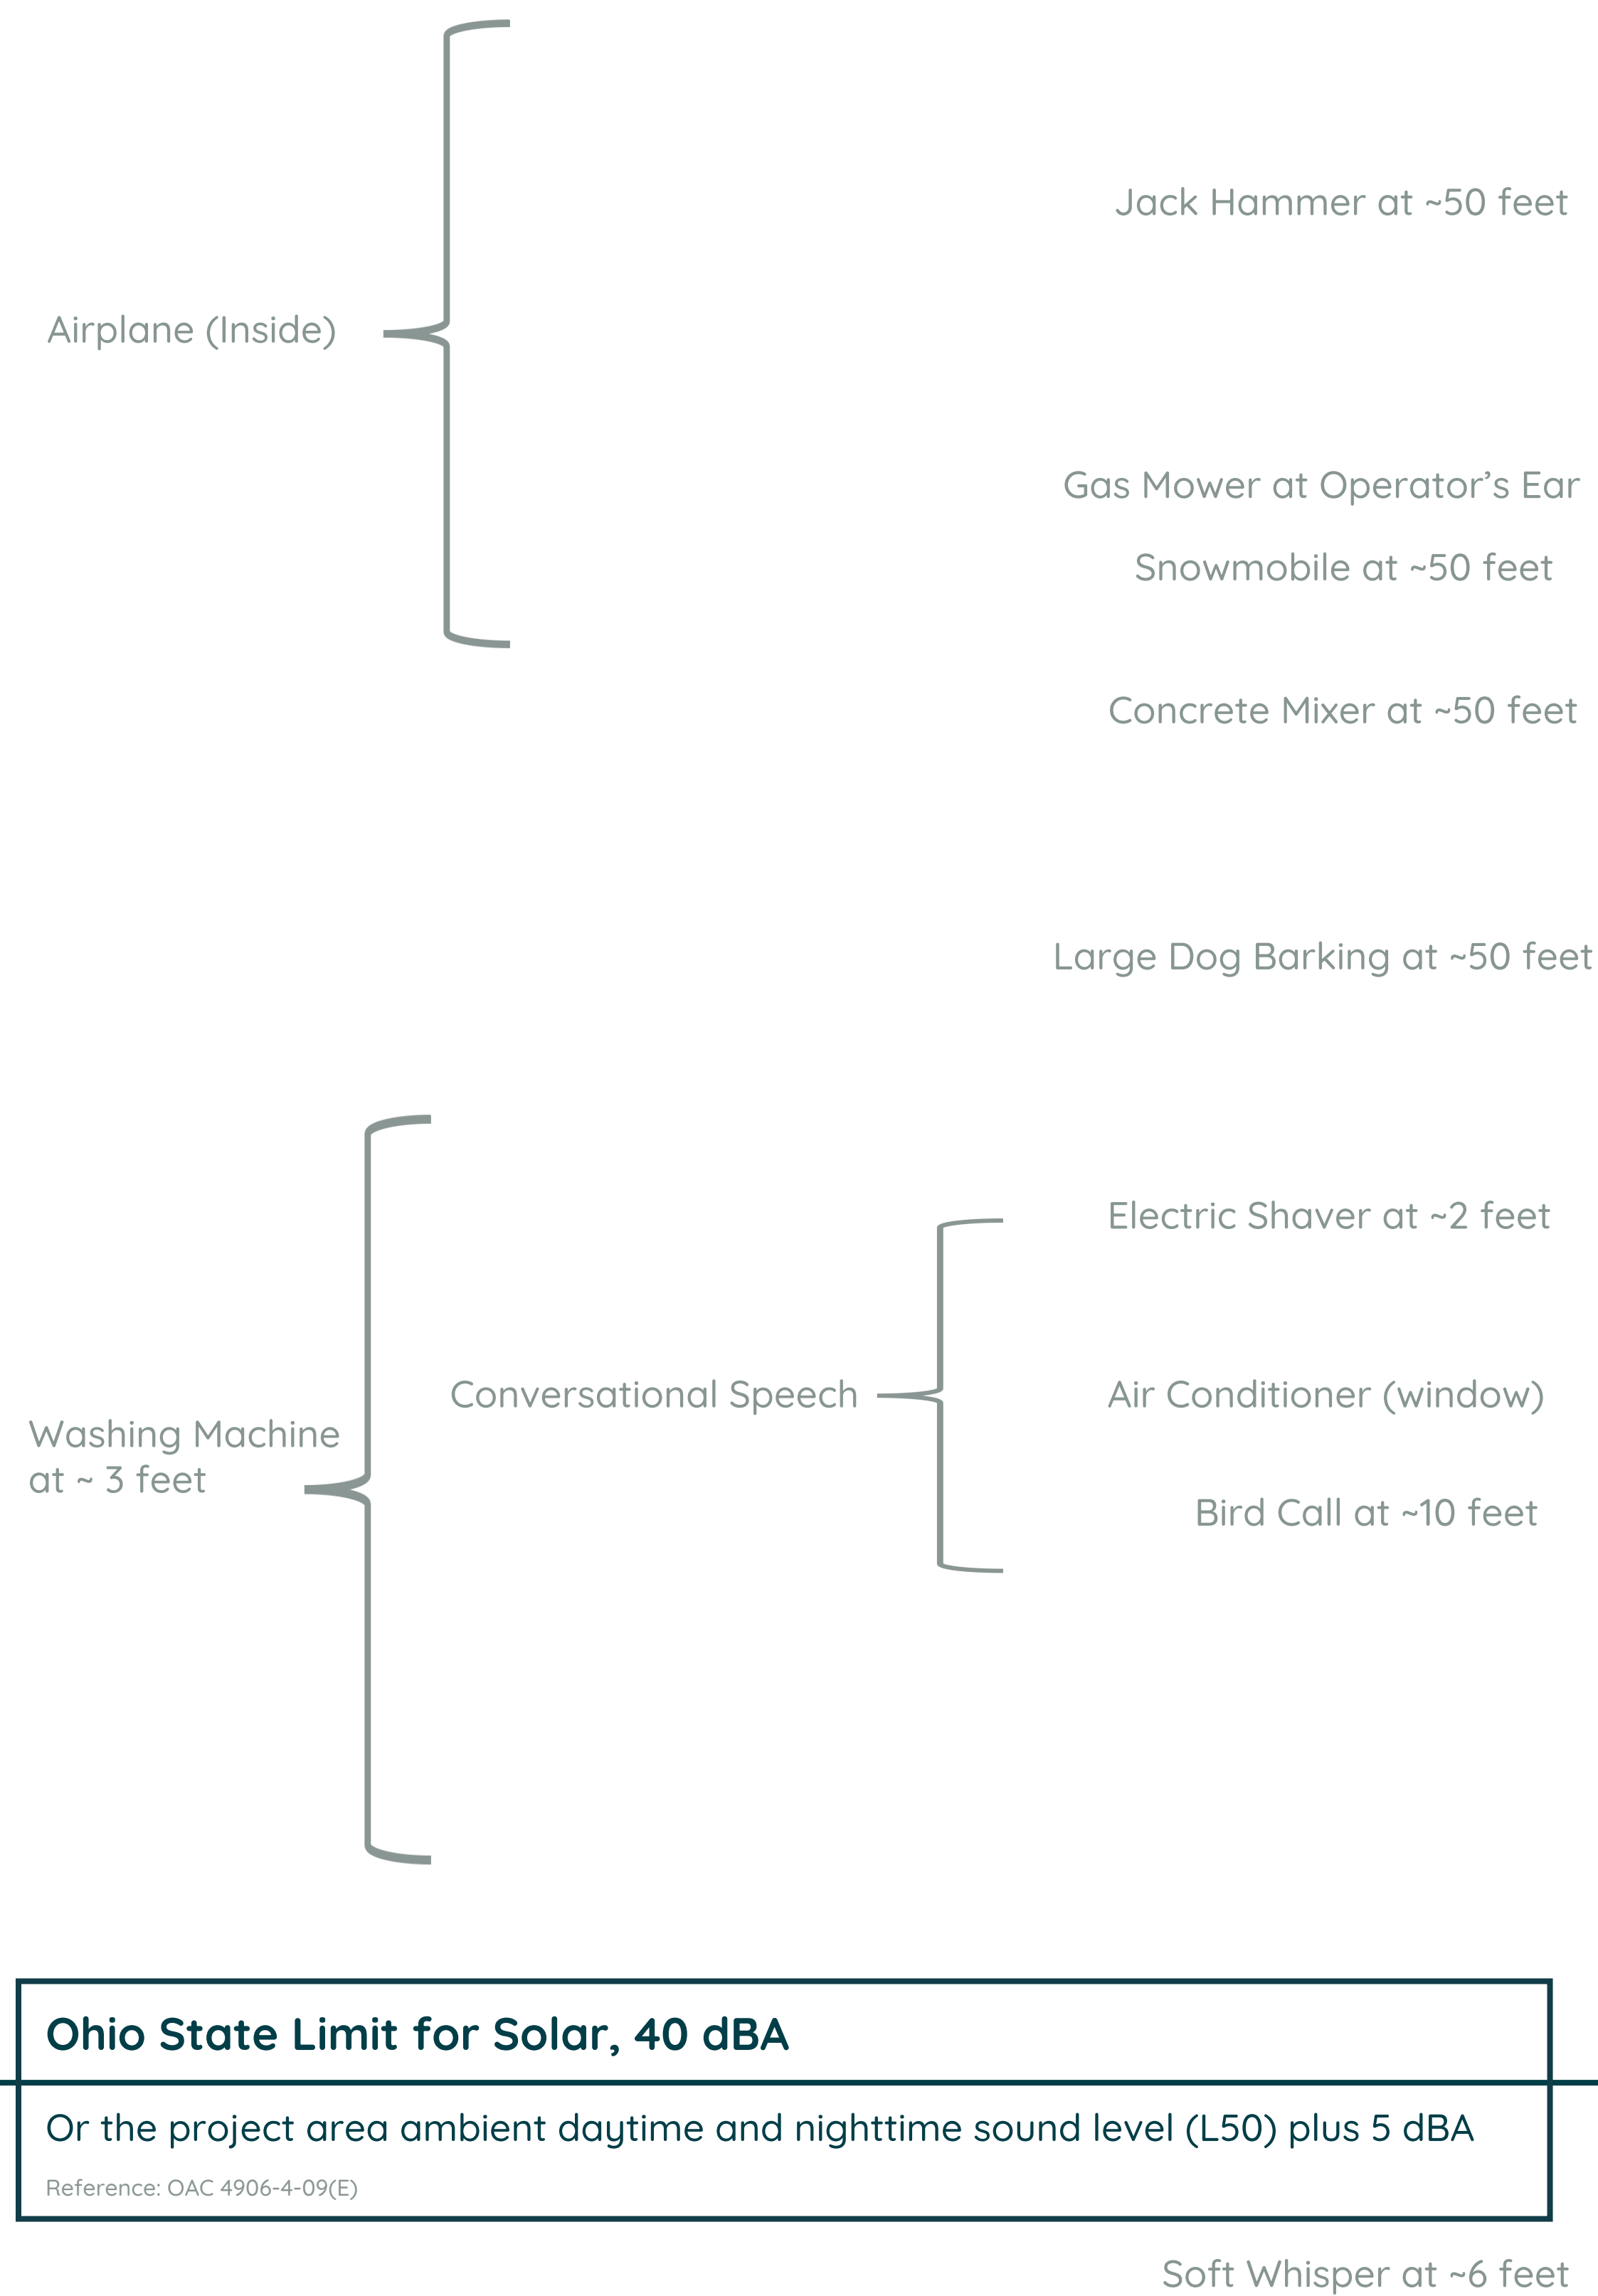 Jack Hammer at ~50 feet
Airplane (Inside)
Gas Mower at Operator’s Ear
Snowmobile at ~50 feet
Concrete Mixer at ~50 feet
Large Dog Barking at ~50 feet
Electric Shaver at ~2 feet
Conversational Speech
Air Conditioner (window)
Washing Machine
at ~ 3 feet
Bird Call at ~10 feet
Ohio State Limit for Solar, 40 dBA
Or the project area ambient daytime and nighttime sound level (L50) plus 5 dBA
Reference: OAC 4906-4-09(E)
Soft Whisper at ~6 feet